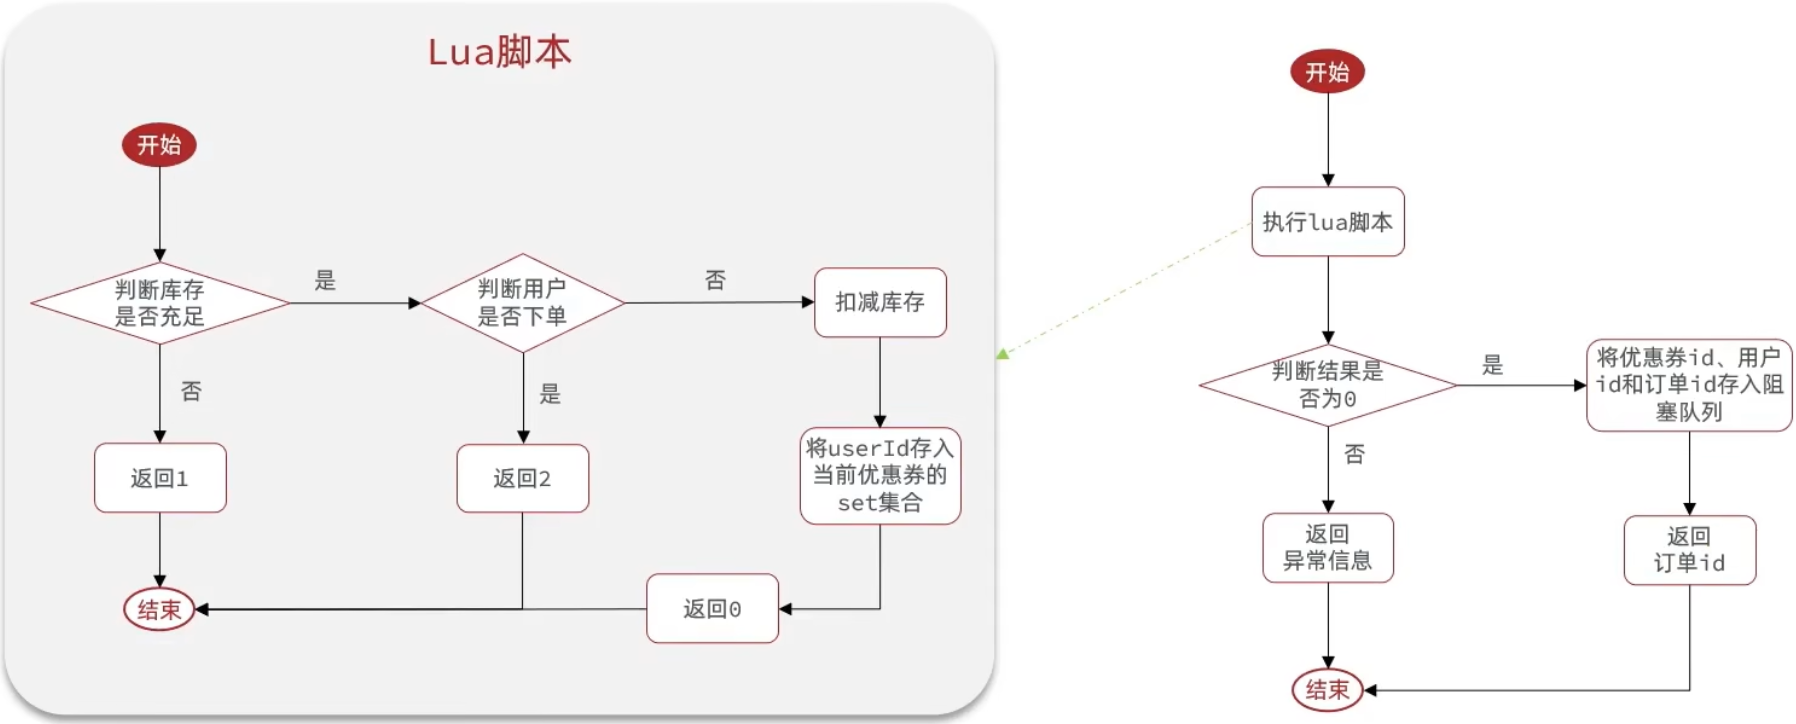 Lua脚本
开始
判断库存
是否充足
是
判断用户
是否下单
否
扣减库存
否
是
返回1
返回2
将userId存入
当前优惠券的
set集合
结束
返回0
开始
执行lua脚本
判断结果是
否为0
是
将优惠券id、用户
id和订单id存入阻
塞队列
否
返回
异常信息
返回
订单id
结束